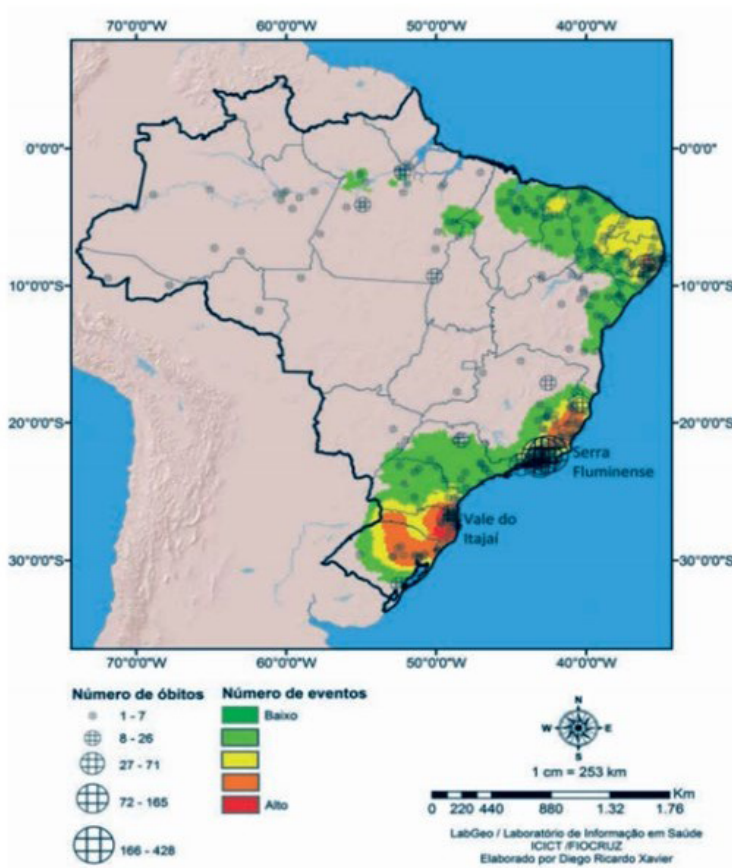 70°0'0"W 60°0'0"W 50°0'0"W 40°0'0"W
0°0'0"
10°0'0"S
20°0'0"S
30°0'0"S
0°0'0"
10°0'0"S
20°0'0"S
30°0'0"S
Serra
Fluminense
Vale do
Itajaí
70°0'0"W 60°0'0"W 50°0'0"W 40°0'0"W
Número de óbitos
1 - 7
8 - 26
27 - 71
72 - 165
166 - 428
Número de eventos
Baixo
Alto
N
W E
S
1 cm = 253 km
Km
0 220 440 880 1.32 1.76
LabGeo / Laboratório de Informação em Saúde
ICICT /FIOCRUZ
Elaborado por Diego Ricardo Xavier